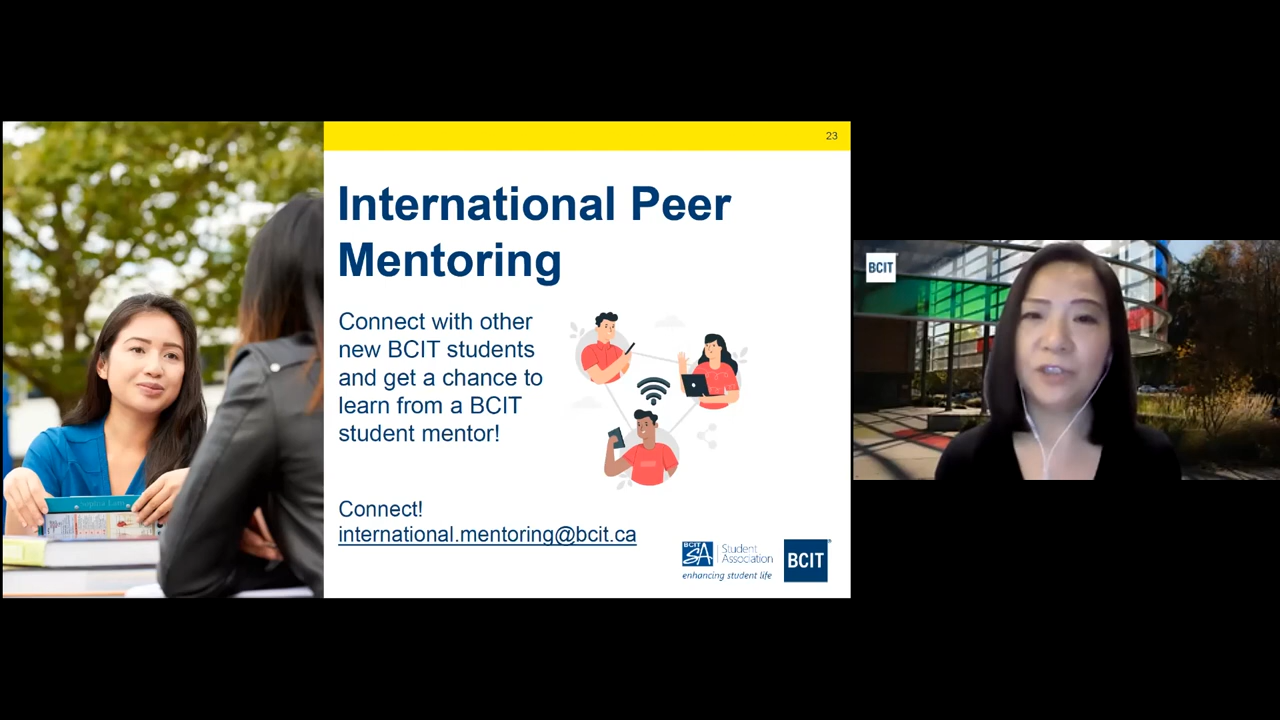 23
International Peer
Mentoring
Connect with other
new BCIT students
and get a chance to
learn from a BCIT
student mentor!
Connect!
international.mentoring@bcit.ca
BCIT
SA
Student
Association
enhancing student life
BCIT®
BCIT